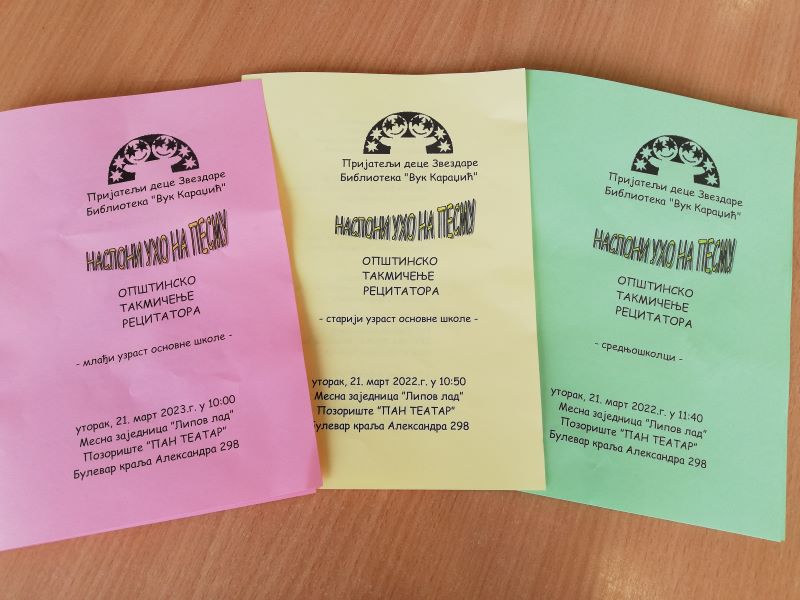 Пријатељи деце Звездаре
Библиотека "Вук Караџић"
НАСЛОНИ УХО НА ПЕСМУ
ОПШТИНСКО
ТАКМИЧЕЊЕ
РЕЦИТАТОРА
- млађи узраст основне школе -
уторак, 21. март 2023.г. у 10:00
Месна заједница "Липов лад"
Позориште "ПАН ТЕАТАР"
Булевар краља Александра 298
Пријатељи деце Звездаре
Библиотека "Вук Караџић"
НАСЛОНИ УХО НА ПЕСМУ
ОПШТИНСКО
ТАКМИЧЕЊЕ
РЕЦИТАТОРА
- старији узраст основне школе -
уторак, 21. март 2022.г. у 10:50
Месна заједница "Липов лад"
Позориште "ПАН ТЕАТАР"
Булевар краља Александра 298
Пријатељи деце Звездаре
Библиотека "Вук Караџић"
НАСЛОНИ УХО НА ПЕСМУ
ОПШТИНСКО
ТАКМИЧЕЊЕ
РЕЦИТАТОРА
- средњошколци -
уторак, 21. март 2022.г. у 11:40
Месна заједница "Липов лад"
Позориште "ПАН ТЕАТАР"
Булевар краља Александра 298